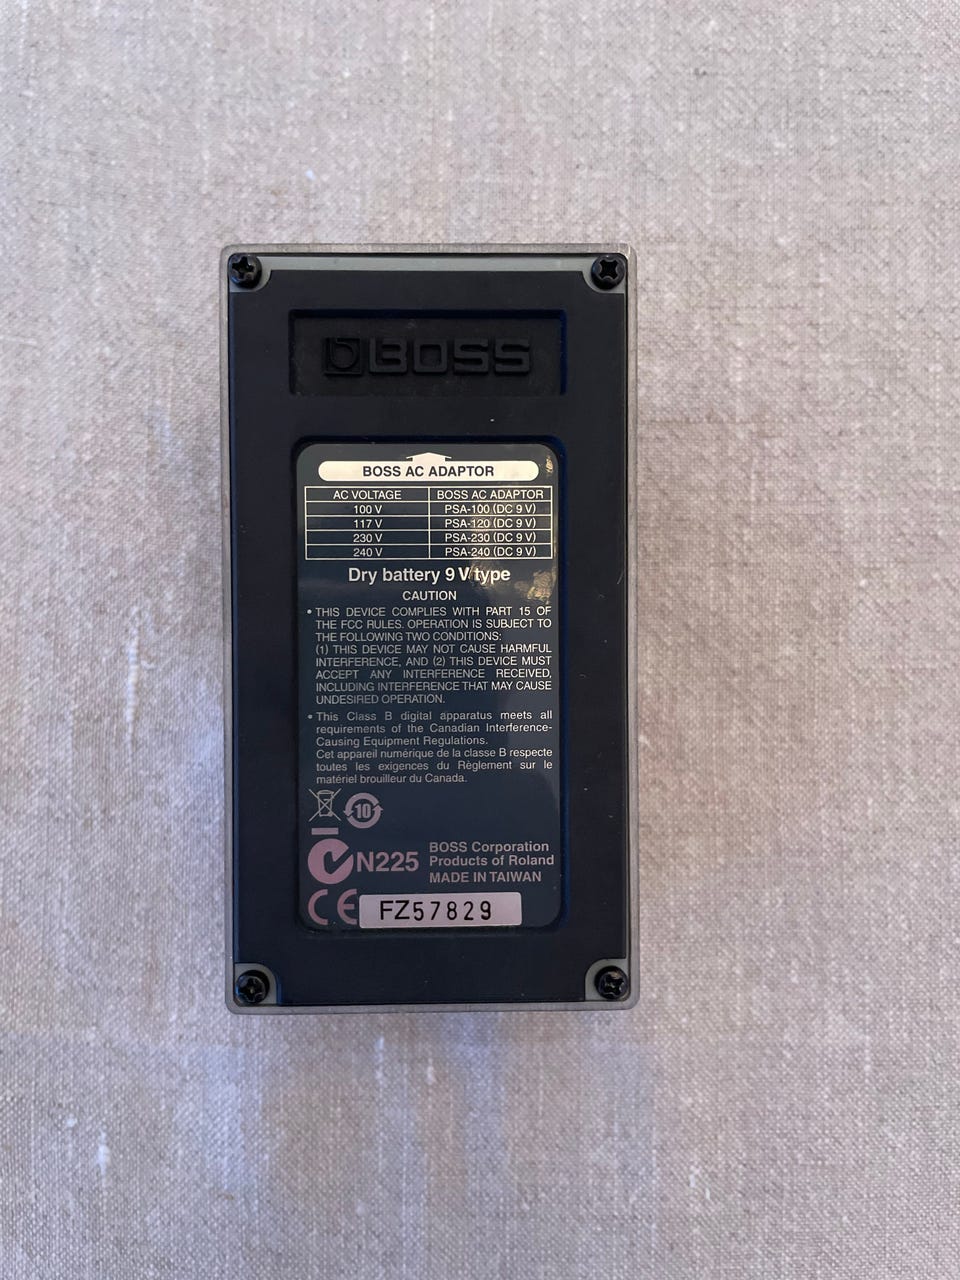 BOSS
BOSS AC ADAPTOR
AC VOLTAGE BOSS AC ADAPTOR
100 V PSA-100 (DC 9 V)
117 V PSA-120 (DC 9 V)
230 V PSA-230 (DC 9 V)
240 V PSA-240 (DC 9 V)
Dry battery 9 V type
CAUTION
• THIS DEVICE COMPLIES WITH PART 15 OF
THE FCC RULES. OPERATION IS SUBJECT TO
THE FOLLOWING TWO CONDITIONS:
(1) THIS DEVICE MAY NOT CAUSE HARMFUL
INTERFERENCE, AND (2) THIS DEVICE MUST
ACCEPT ANY INTERFERENCE RECEIVED,
INCLUDING INTERFERENCE THAT MAY CAUSE
UNDESIRED OPERATION.
• This Class B digital apparatus meets all
requirements of the Canadian Interference-
Causing Equipment Regulations.
Cet appareil numérique de la classe B respecte
toutes les exigences du Règlement sur le
matériel brouilleur du Canada.
10
N225
BOSS Corporation
Products of Roland
MADE IN TAIWAN
CE
FZ57829